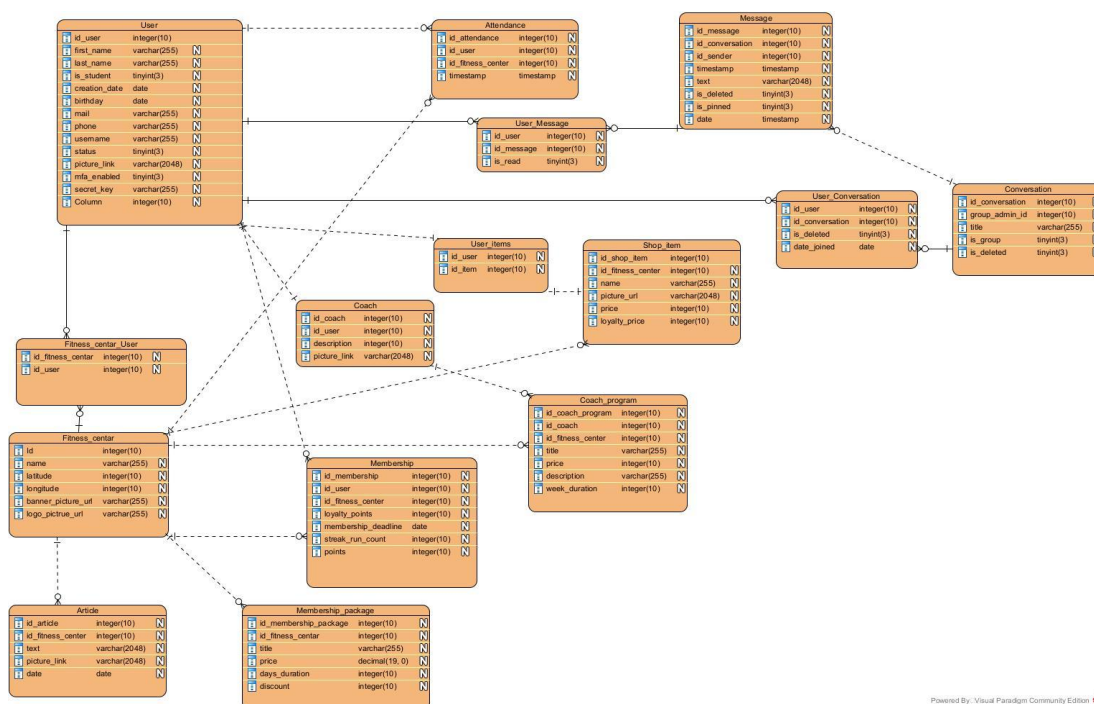 User
id_user integer(10)
first_name varchar(255) N
last_name varchar(255) N
is_student tinyint(3) N
creation_date date N
birthday date N
mail varchar(255) N
phone varchar(255) N
username varchar(255) N
status tinyint(3) N
picture_link varchar(2048) N
mfa_enabled tinyint(3) N
secret_key varchar(255) N
Column integer(10) N
Attendance
id_attendance integer(10) N
id_user integer(10) N
id_fitness_center integer(10) N
timestamp timestamp N
Message
id_message integer(10) N
id_conversation integer(10) N
id_sender integer(10) N
timestamp timestamp N
text varchar(2048) N
is_deleted tinyint(3) N
is_pinned tinyint(3) N
date timestamp N
User_Message
id_user integer(10) N
id_message integer(10) N
is_read tinyint(3) N
User_Conversation
id_user integer(10) N
id_conversation integer(10) N
is_deleted tinyint(3) N
date_joined date N
Conversation
id_conversation integer(10)
group_admin_id integer(10)
title varchar(255)
is_group tinyint(3)
is_deleted tinyint(3)
User_items
id_user integer(10) N
id_item integer(10) N
Shop_item
id_shop_item integer(10)
id_fitness_center integer(10) N
name varchar(255) N
picture_url varchar(2048) N
price integer(10) N
loyalty_price integer(10) N
Coach
id_coach integer(10) N
id_user integer(10) N
description integer(10) N
picture_link varchar(2048) N
Fitness_centar_User
id_fitness_centar integer(10) N
id_user integer(10) N
Coach_program
id_coach_program integer(10) N
id_coach integer(10) N
id_fitness_center integer(10) N
title varchar(255) N
price integer(10) N
description varchar(255) N
week_duration integer(10) N
Fitness_centar
Id integer(10)
name varchar(255) N
latitude integer(10) N
longitude integer(10) N
banner_picture_url varchar(255) N
logo_pictrue_url varchar(255) N
Membership
id_membership integer(10) N
id_user integer(10) N
id_fitness_center integer(10) N
loyalty_points integer(10) N
membership_deadline date N
streak_run_count integer(10) N
points integer(10) N
Article
id_article integer(10) N
id_fitness_center integer(10) N
text varchar(2048) N
picture_link varchar(2048) N
date date N
Membership_package
id_membership_package integer(10) N
id_fitness_centar integer(10) N
title varchar(255) N
price decimal(19, 0) N
days_duration integer(10) N
discount integer(10) N
Powered By: Visual Paradigm Community Edition